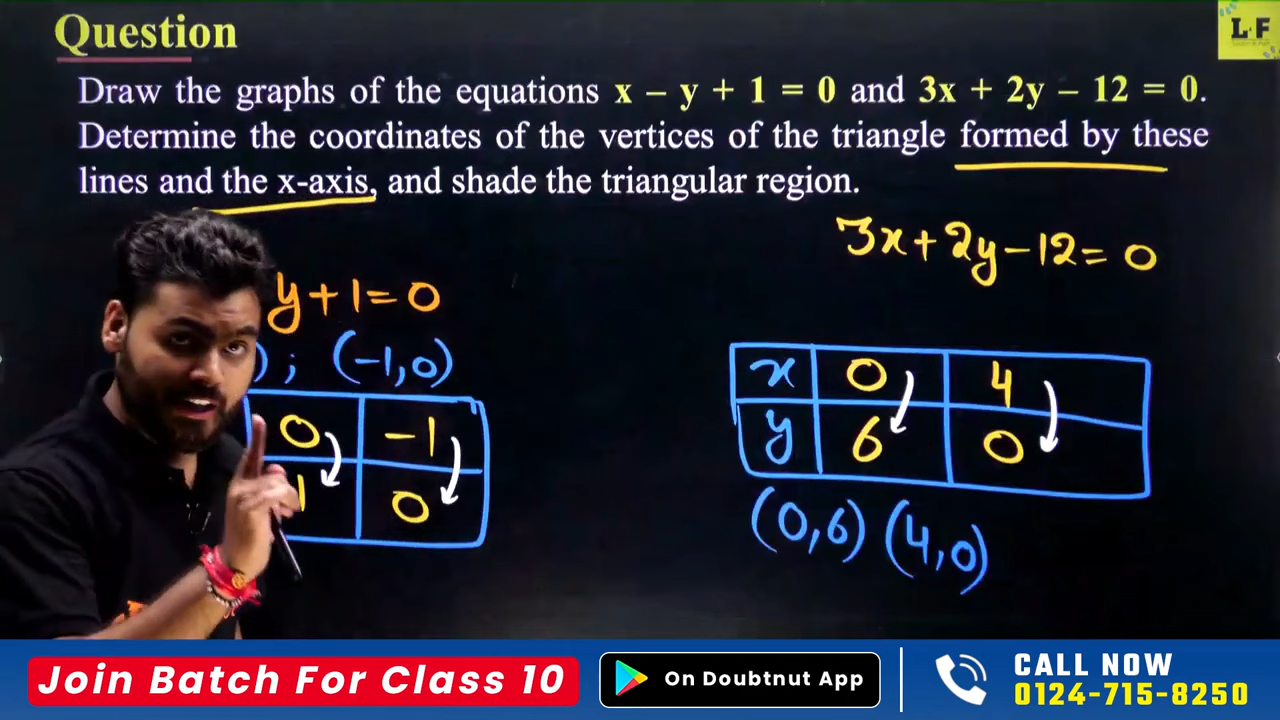 Question
L F
Draw the graphs of the equations x – y + 1 = 0 and 3x + 2y – 12 = 0.
Determine the coordinates of the vertices of the triangle formed by these
lines and the x-axis, and shade the triangular region.
3x+2y-12=0
y+1=0
) ; (-1,0)
x 0 4
y 6 0
0 -1
1 0
(0,6) (4,0)
Join Batch For Class 10
On Doubtnut App
CALL NOW
0124-715-8250